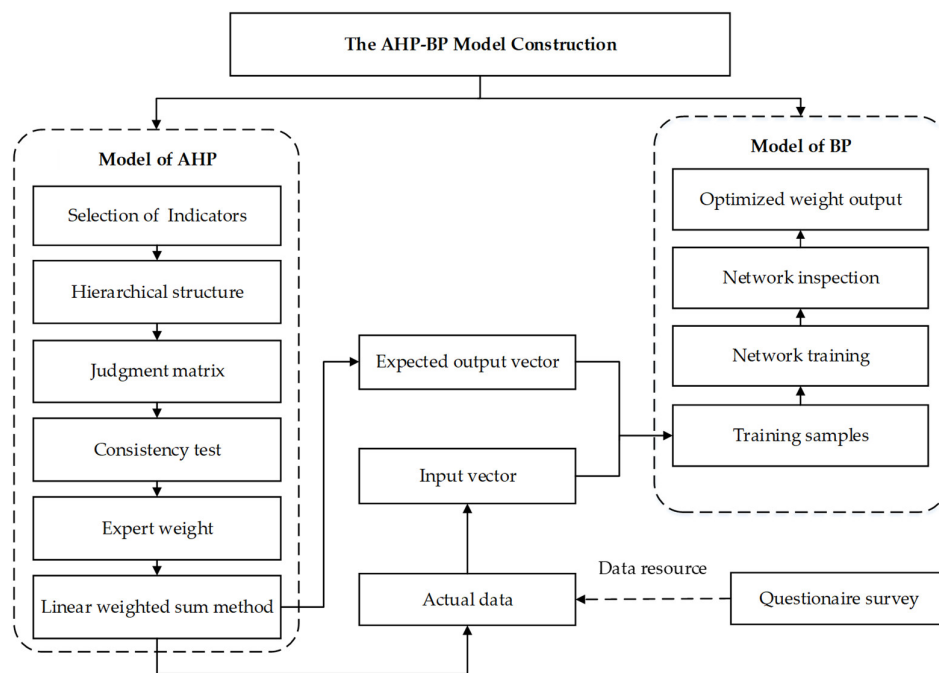 The AHP-BP Model Construction
Model of AHP
Selection of Indicators
Hierarchical structure
Judgment matrix
Consistency test
Expert weight
Linear weighted sum method
Expected output vector
Input vector
Actual data
Data resource
Questionaire survey
Model of BP
Optimized weight output
Network inspection
Network training
Training samples